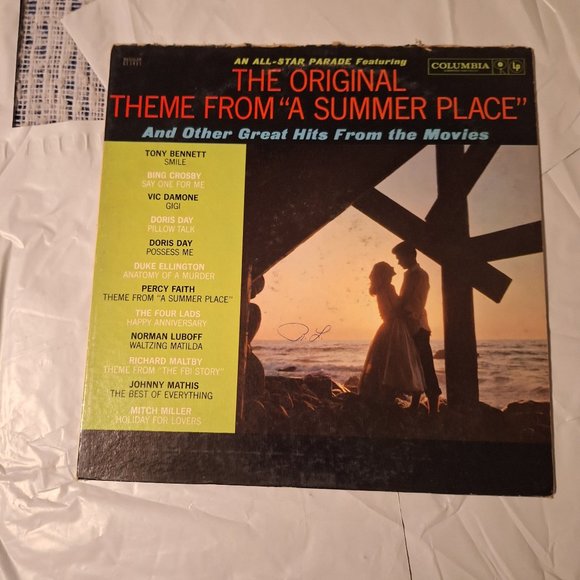 AN ALL-STAR PARADE Featuring
COLUMBIA LP
THE ORIGINAL
THEME FROM "A SUMMER PLACE"
And Other Great Hits From the Movies
TONY BENNETT
SMILE
BING CROSBY
SAY ONE FOR ME
VIC DAMONE
GIGI
DORIS DAY
PILLOW TALK
DORIS DAY
POSSESS ME
DUKE ELLINGTON
ANATOMY OF A MURDER
PERCY FAITH
THEME FROM "A SUMMER PLACE"
THE FOUR LADS
HAPPY ANNIVERSARY
NORMAN LUBOFF
WALTZING MATILDA
RICHARD MALTBY
THEME FROM "THE FBI STORY"
JOHNNY MATHIS
THE BEST OF EVERYTHING
MITCH MILLER
HOLIDAY FOR LOVERS